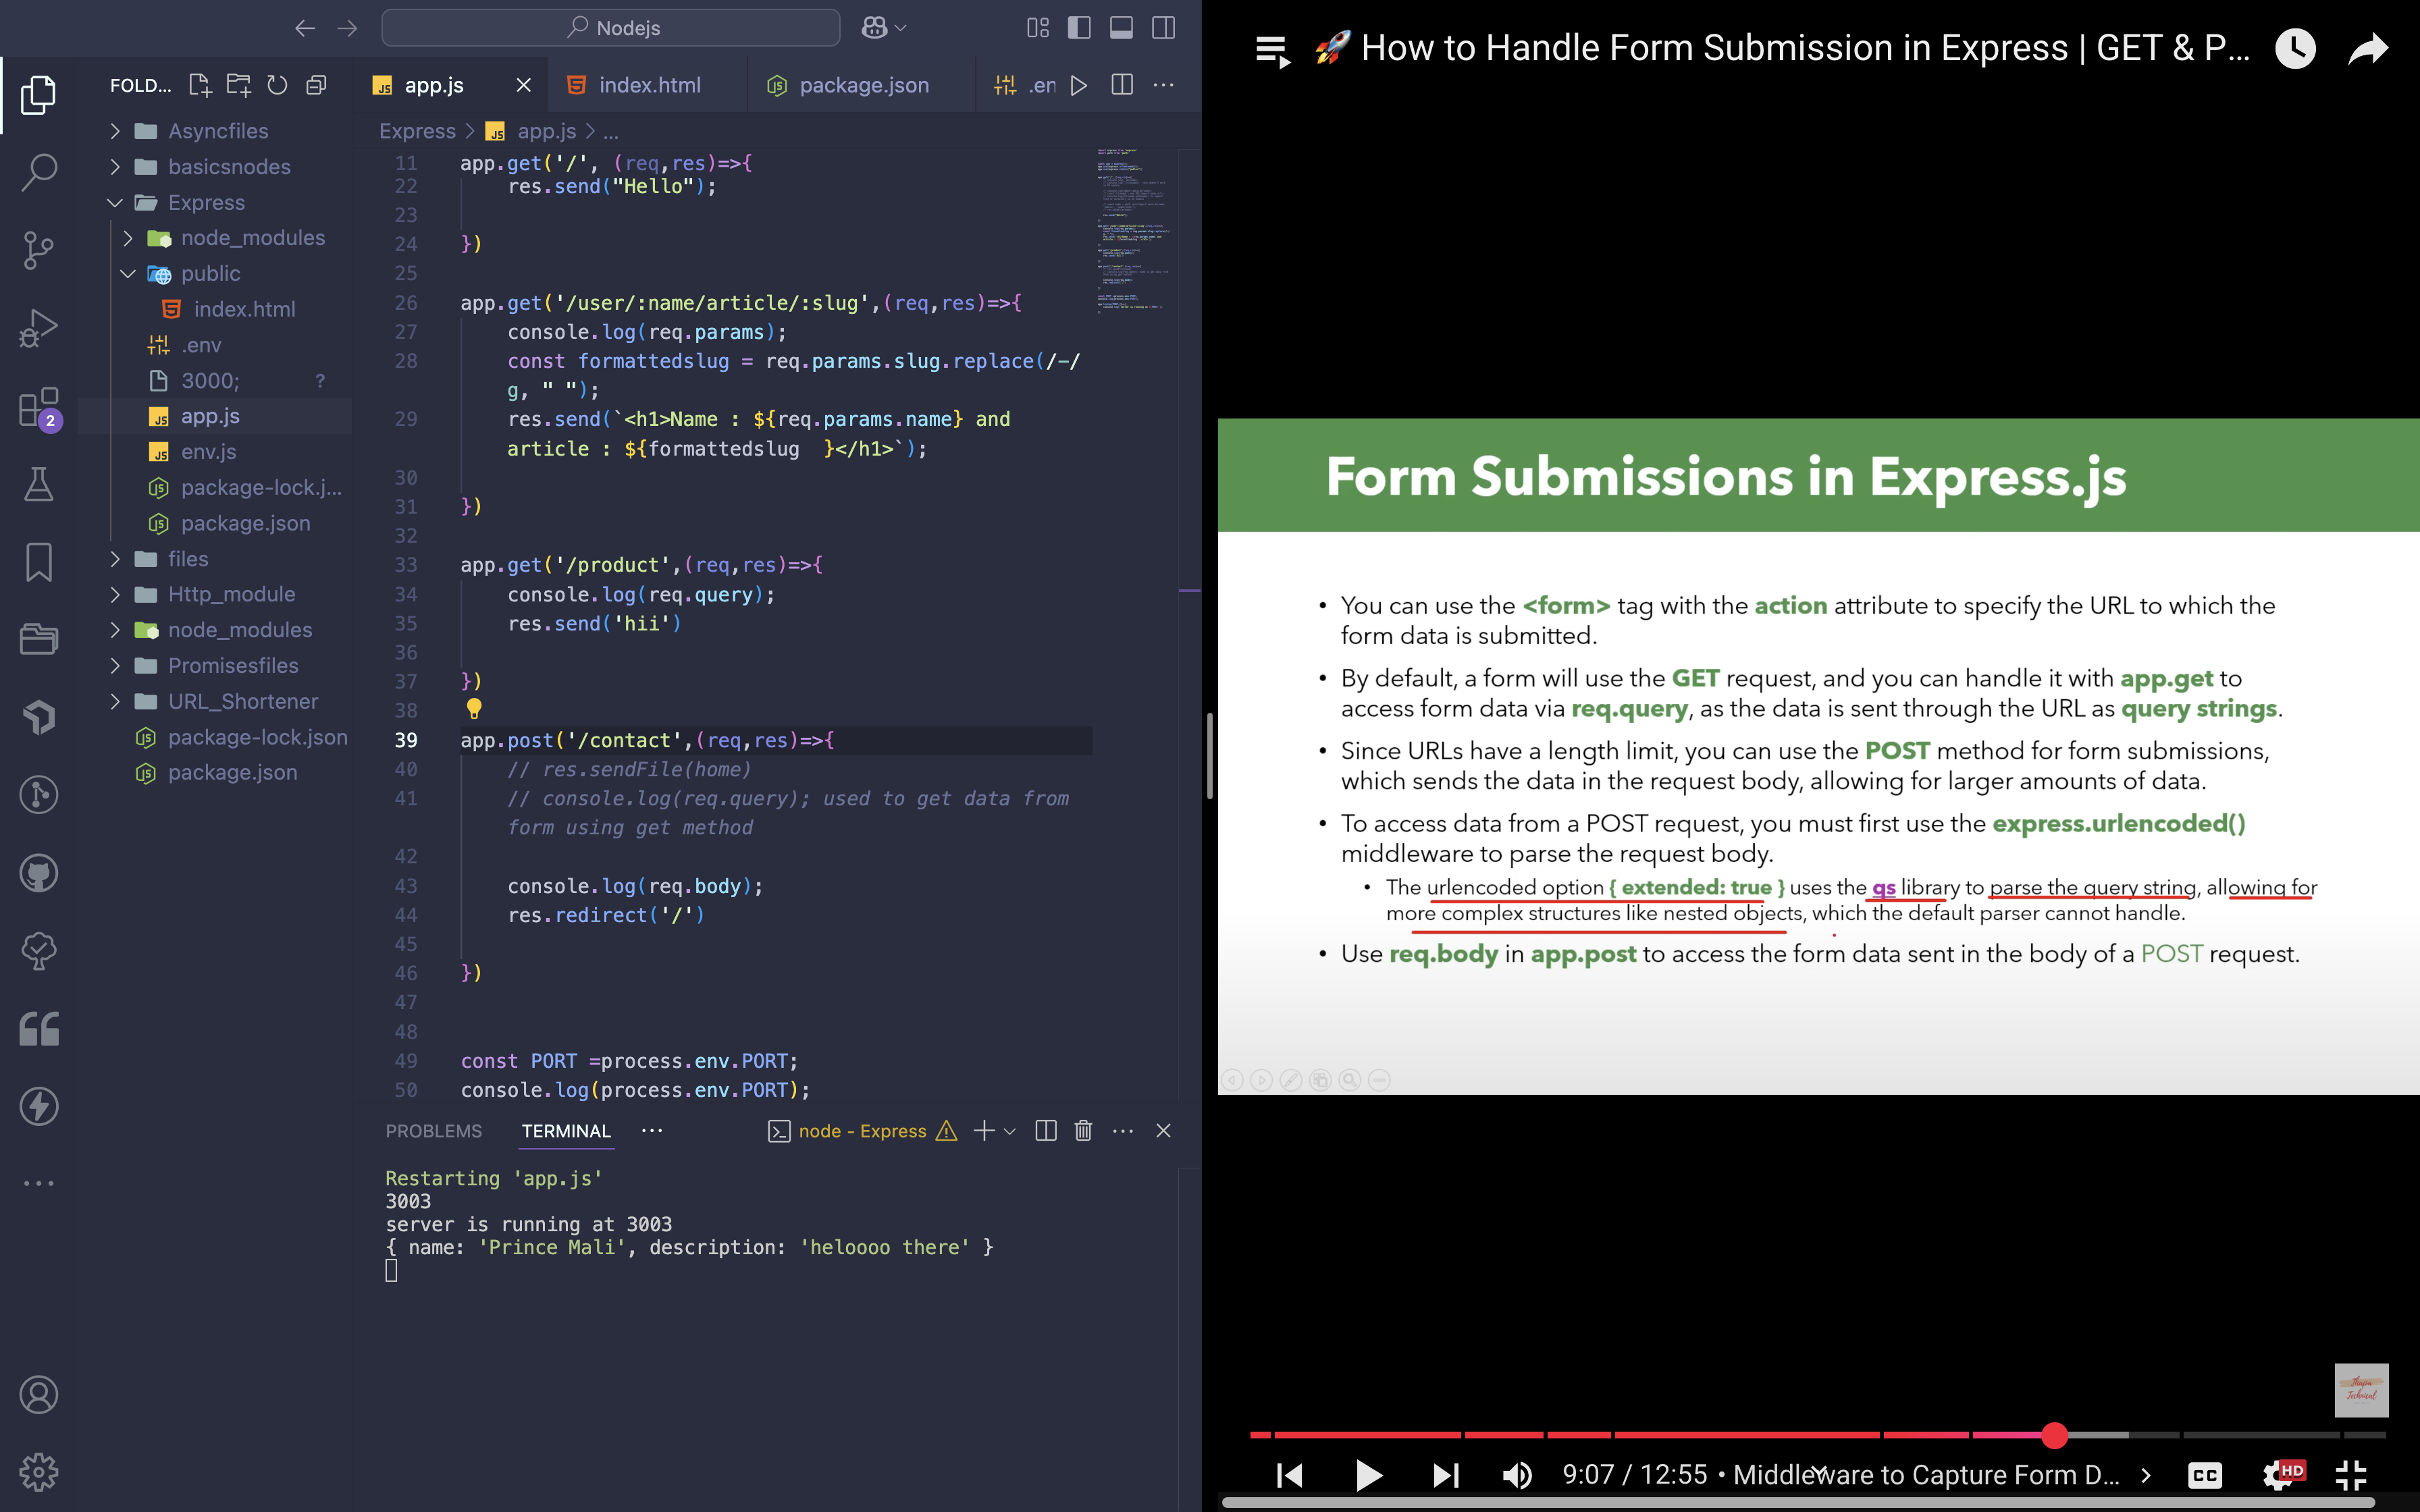 Nodejs
FOLD...
Asyncfiles
basicsnodes
Express
node_modules
public
index.html
.env
3000; ?
app.js
env.js
package-lock.j...
package.json
files
Http_module
node_modules
Promisesfiles
URL_Shortener
package-lock.json
package.json
2
app.js
index.html
package.json
.en
Express > JS app.js > ...
11 app.get('/', (req,res)=>{
22 res.send("Hello");
23
24 })
25
26 app.get('/user/:name/article/:slug',(req,res)=>{
27 console.log(req.params);
28 const formattedslug = req.params.slug.replace(/-/
g, " ");
29 res.send(`<h1>Name : ${req.params.name} and
article : ${formattedslug  }</h1>`);
30
31 })
32
33 app.get('/product',(req,res)=>{
34 console.log(req.query);
35 res.send('hii')
36
37 })
38
39 app.post('/contact',(req,res)=>{
40 // res.sendFile(home)
41 // console.log(req.query); used to get data from
form using get method
42
43 console.log(req.body);
44 res.redirect('/')
45
46 })
47
48
49 const PORT =process.env.PORT;
50 console.log(process.env.PORT);
PROBLEMS TERMINAL ... node - Express
Restarting 'app.js'
3003
server is running at 3003
{ name: 'Prince Mali', description: 'heloooo there' }
🚀 How to Handle Form Submission in Express | GET & P...
Form Submissions in Express.js
• You can use the <form> tag with the action attribute to specify the URL to which the
form data is submitted.
• By default, a form will use the GET request, and you can handle it with app.get to
access form data via req.query, as the data is sent through the URL as query strings.
• Since URLs have a length limit, you can use the POST method for form submissions,
which sends the data in the request body, allowing for larger amounts of data.
• To access data from a POST request, you must first use the express.urlencoded()
middleware to parse the request body.
• The urlencoded option { extended: true } uses the qs library to parse the query string, allowing for
more complex structures like nested objects, which the default parser cannot handle.
• Use req.body in app.post to access the form data sent in the body of a POST request.
Thapa
Technical
9:07 / 12:55 • Middleware to Capture Form D... >
CC
HD